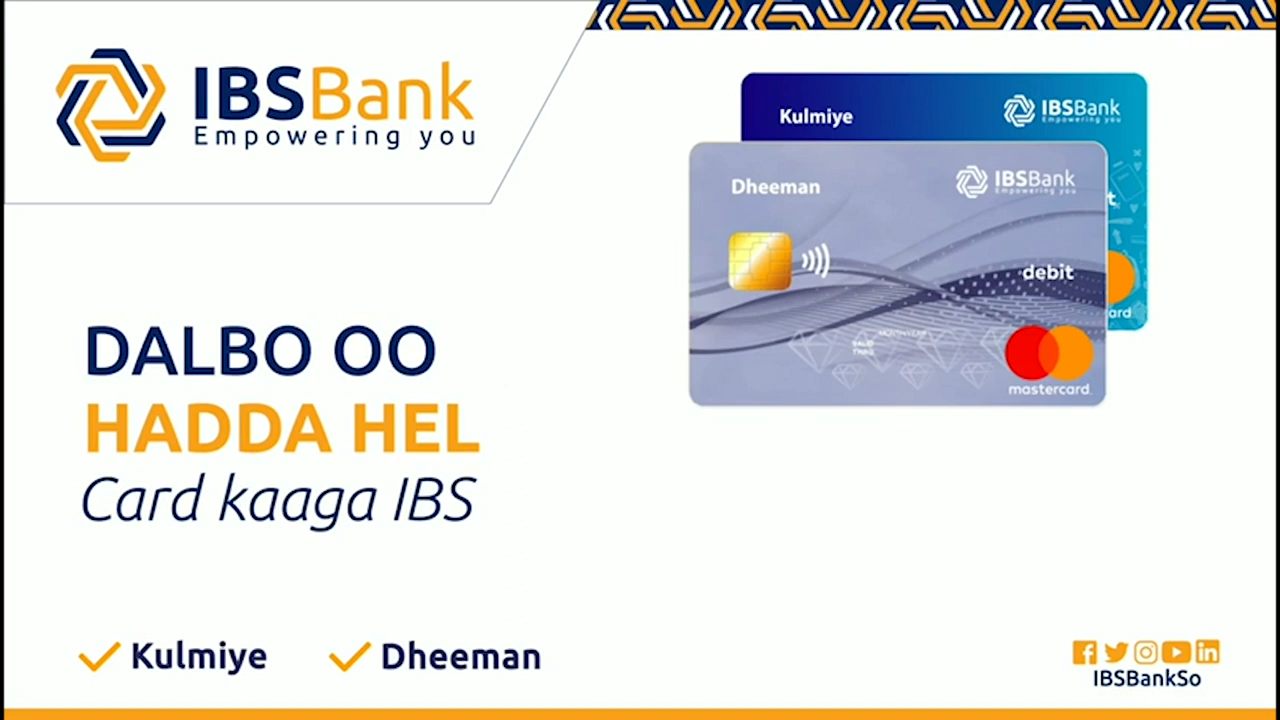 IBSBank
Empowering you
Kulmiye
IBSBank
Empowering you
Dheeman
IBSBank
Empowering you
debit
mastercard
DALBO OO
HADDA HEL
Card kaaga IBS
Kulmiye
Dheeman
IBSBankSo